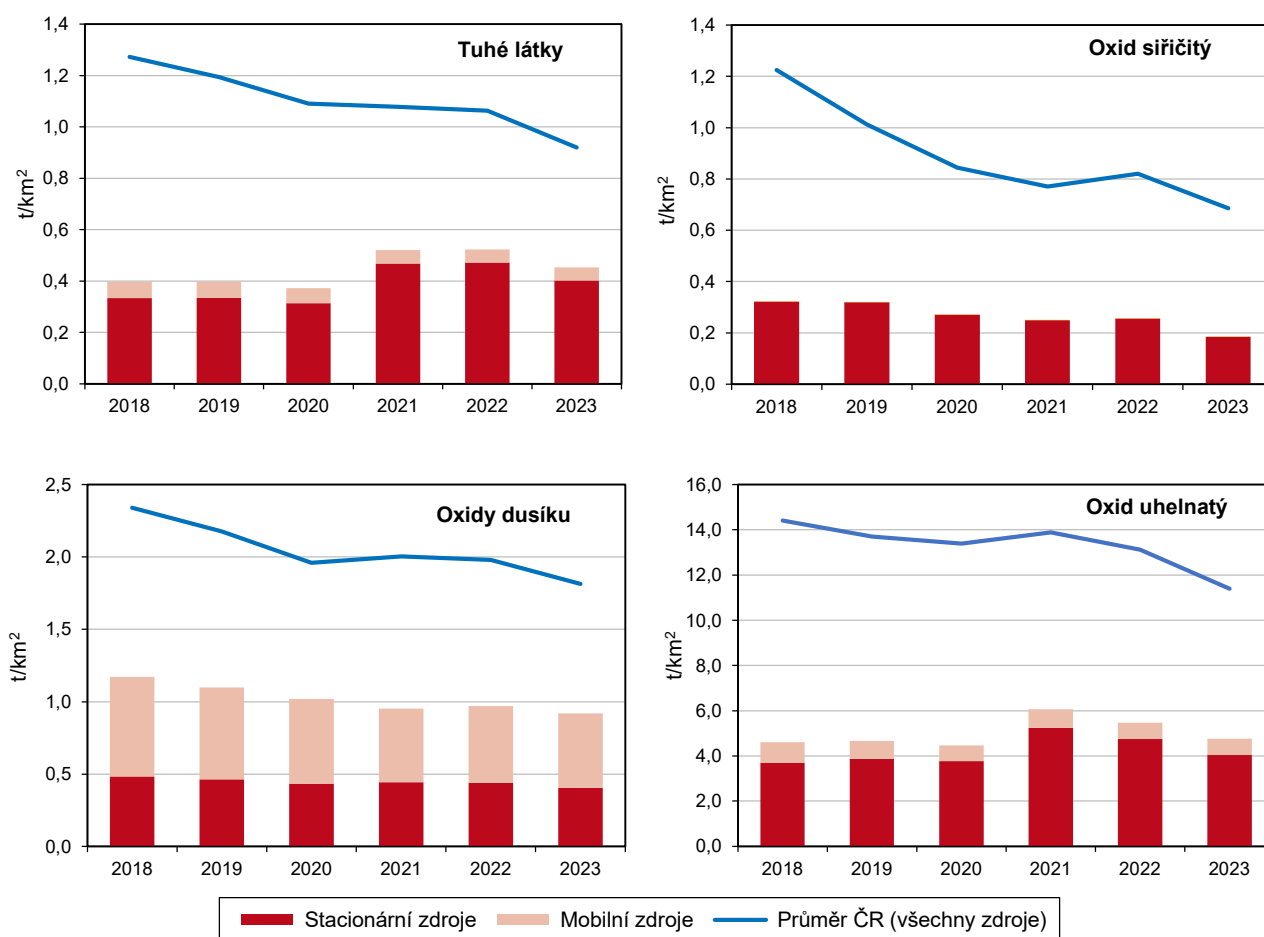 Tuhé látky
t/km²
1,4
1,2
1,0
0,8
0,6
0,4
0,2
0,0
2018 2019 2020 2021 2022 2023
Oxid siřičitý
t/km²
1,4
1,2
1,0
0,8
0,6
0,4
0,2
0,0
2018 2019 2020 2021 2022 2023
Oxidy dusíku
t/km²
2,5
2,0
1,5
1,0
0,5
0,0
2018 2019 2020 2021 2022 2023
Oxid uhelnatý
t/km²
16,0
14,0
12,0
10,0
8,0
6,0
4,0
2,0
0,0
2018 2019 2020 2021 2022 2023
Stacionární zdroje Mobilní zdroje Průměr ČR (všechny zdroje)